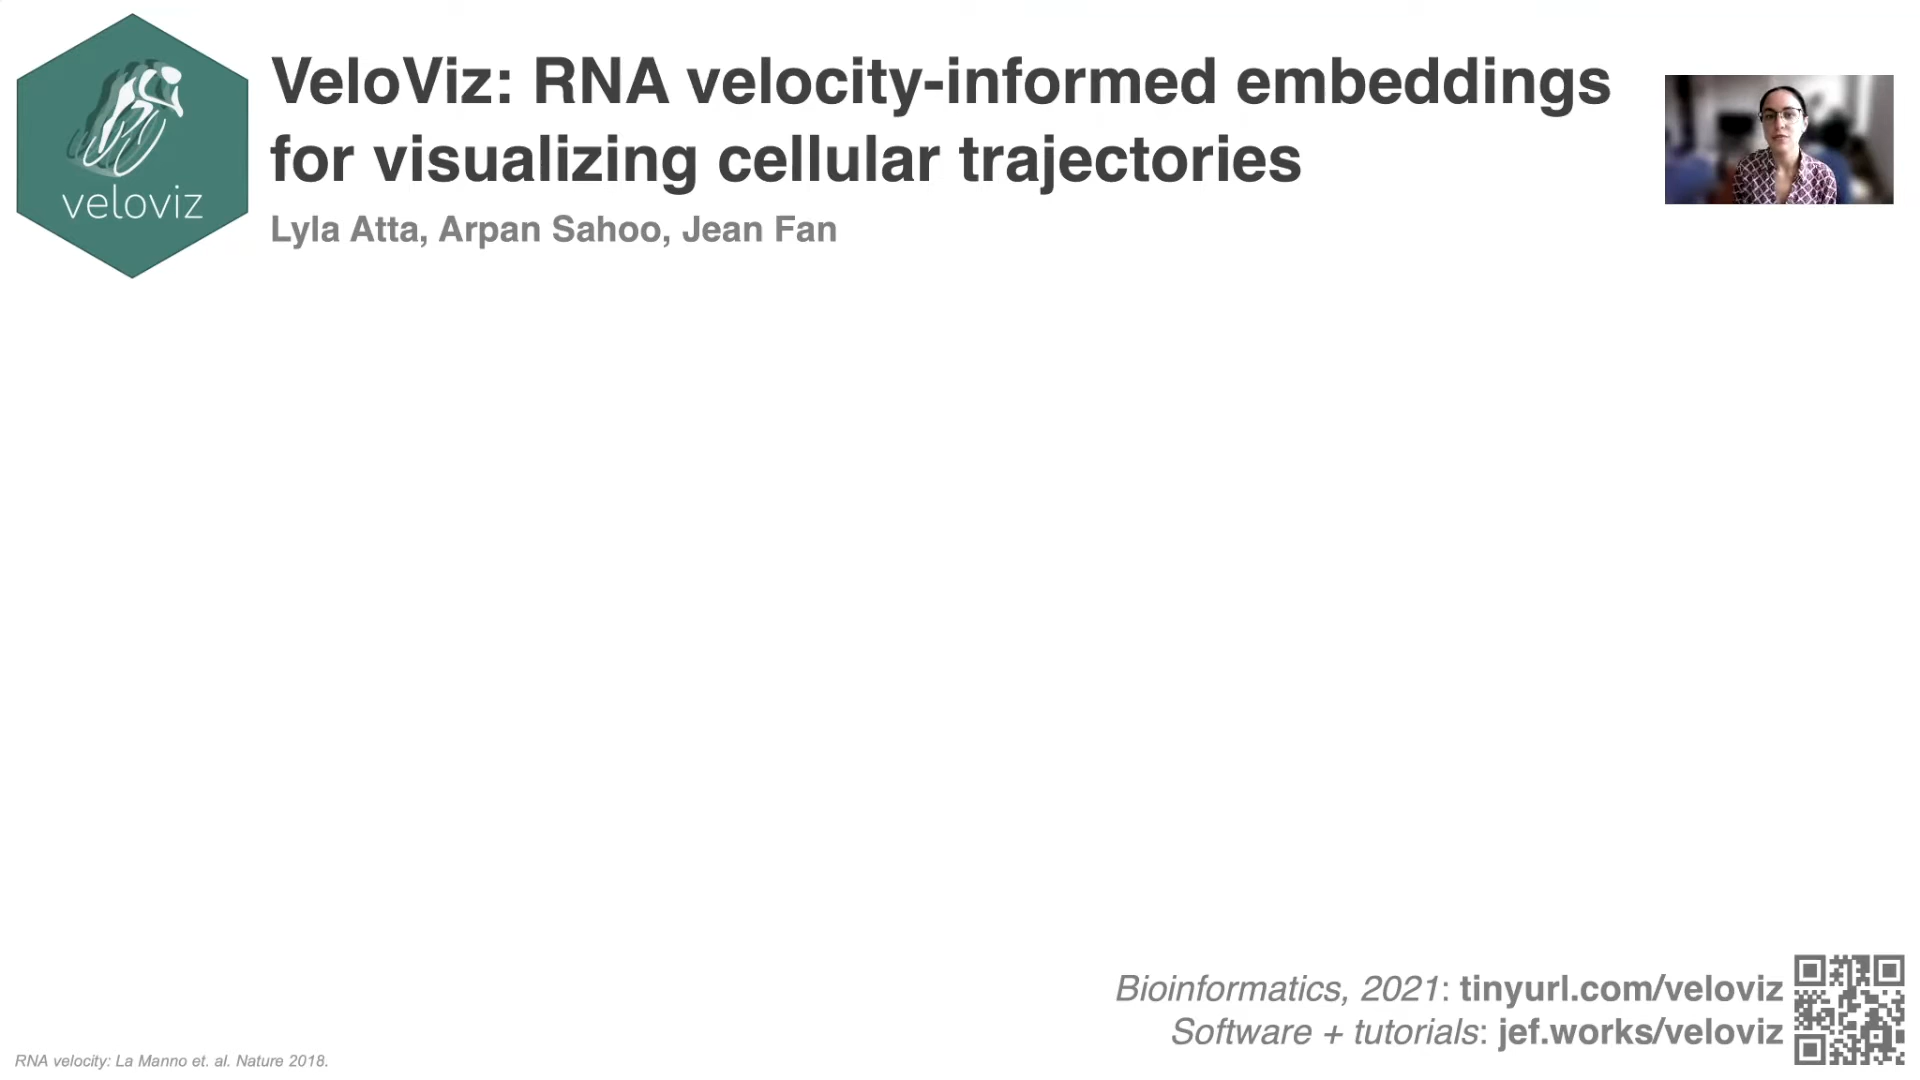 veloviz
VeloViz: RNA velocity-informed embeddings
for visualizing cellular trajectories
Lyla Atta, Arpan Sahoo, Jean Fan
Bioinformatics, 2021: tinyurl.com/veloviz
Software + tutorials: jef.works/veloviz
RNA velocity: La Manno et. al. Nature 2018.